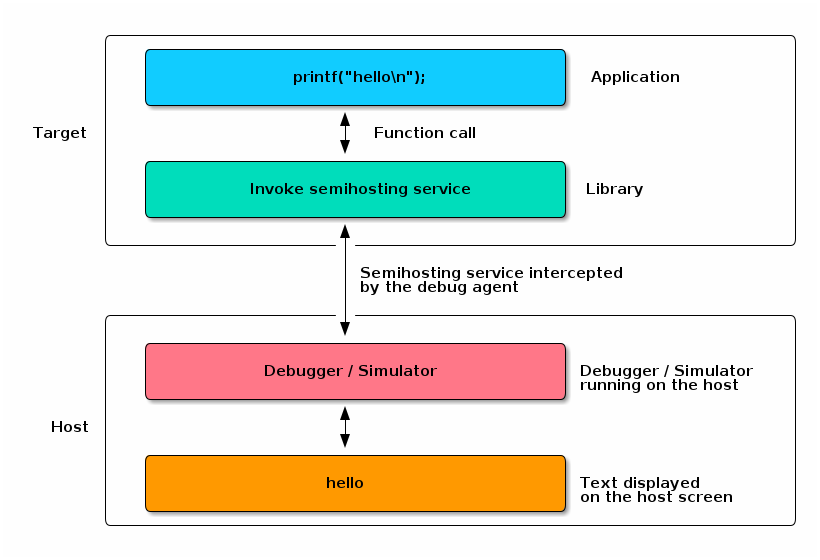 printf("hello\n");
Application
Target
Function call
Invoke semihosting service
Library
Semihosting service intercepted
by the debug agent
Debugger / Simulator
Debugger / Simulator
running on the host
Host
hello
Text displayed
on the host screen